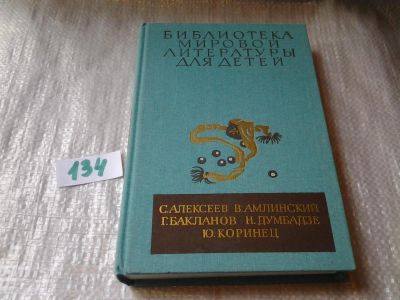 БИБЛИОТЕКА
МИРОВОЙ
ЛИТЕРАТУРЫ
ДЛЯ ДЕТЕЙ
134
С.АЛЕКСЕЕВ В.АМЛИНСКИЙ
Г.БАКЛАНОВ Н.ДУМБАДЗЕ
Ю.КОРИНЕЦ